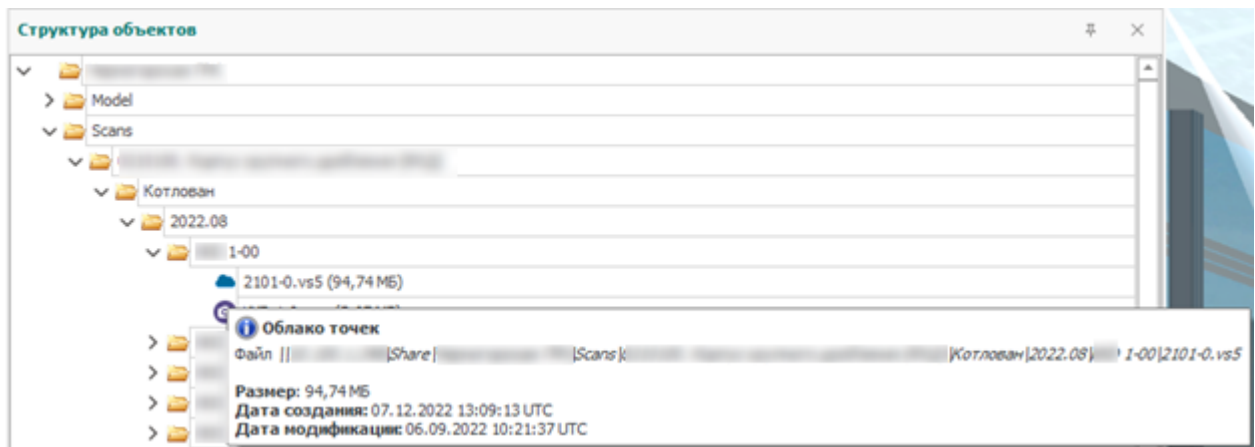 Структура объектов
Model
Scans
Котлован
2022.08
1-00
2101-0.vs5 (94,74 МБ)
Облако точек
Файл \\ \Share\ \Scans\ \Котлован\2022.08\ 1-00\2101-0.vs5
Размер: 94,74 МБ
Дата создания: 07.12.2022 13:09:13 UTC
Дата модификации: 06.09.2022 10:21:37 UTC